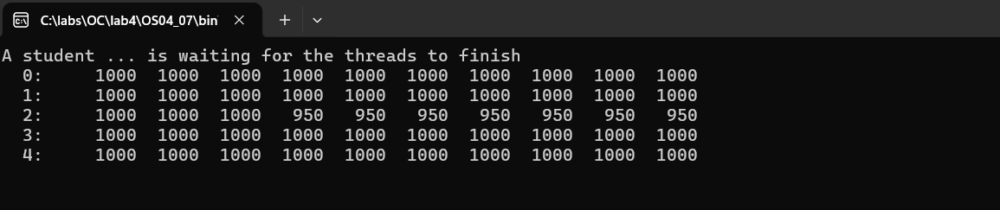 C:\labs\OC\lab4\OS04_07\bin
A student ... is waiting for the threads to finish
0: 1000 1000 1000 1000 1000 1000 1000 1000 1000 1000
1: 1000 1000 1000 1000 1000 1000 1000 1000 1000 1000
2: 1000 1000 1000 950 950 950 950 950 950 950
3: 1000 1000 1000 1000 1000 1000 1000 1000 1000 1000
4: 1000 1000 1000 1000 1000 1000 1000 1000 1000 1000